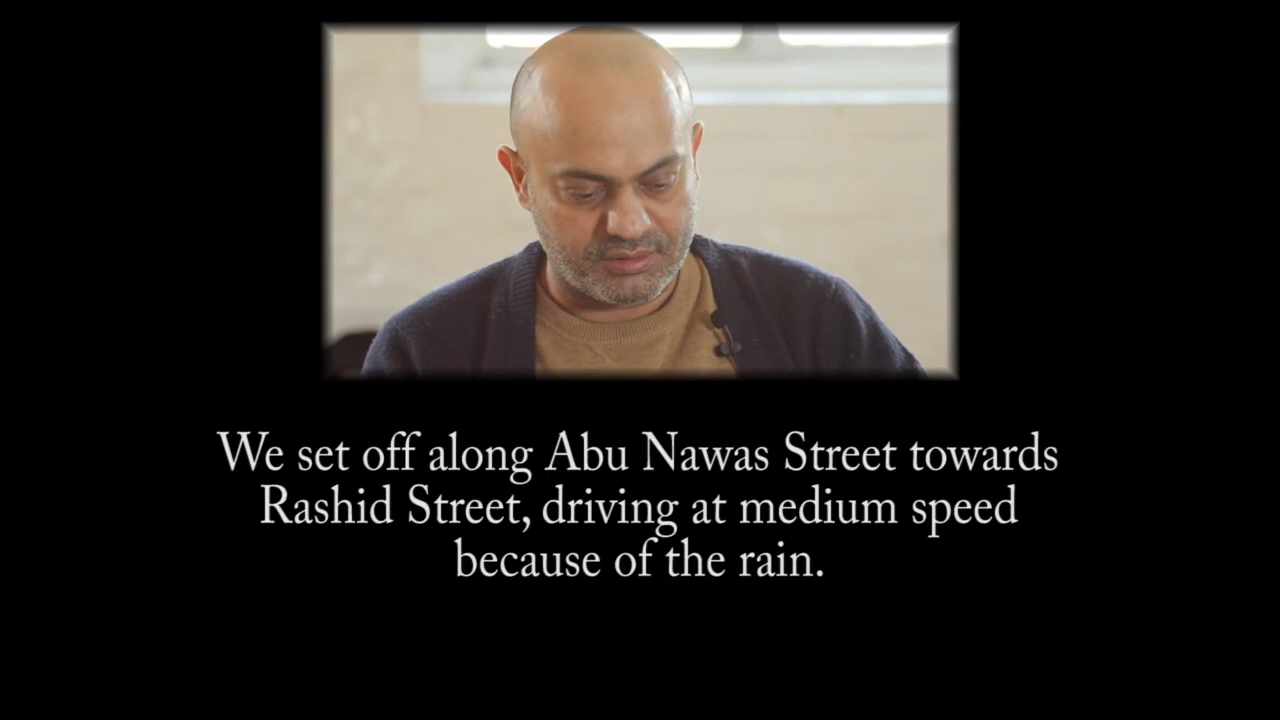 We set off along Abu Nawas Street towards
Rashid Street, driving at medium speed
because of the rain.